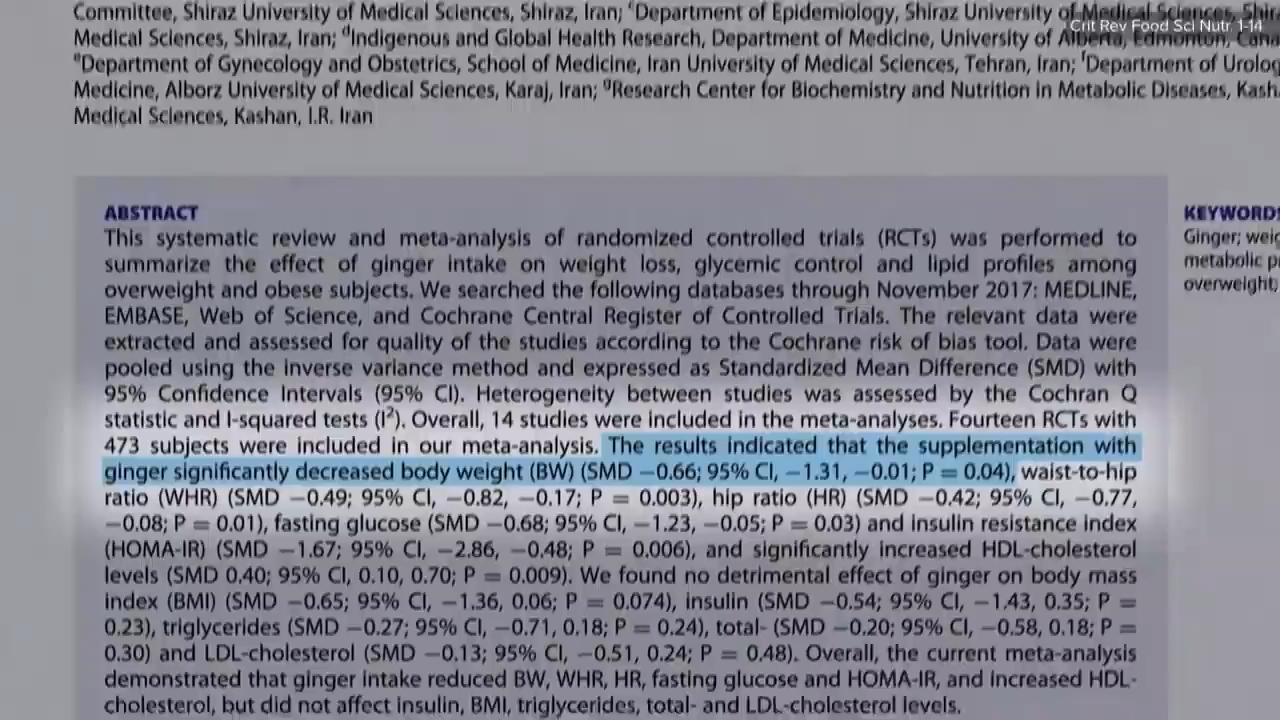 Committee, Shiraz University of Medical Sciences, Shiraz, Iran; ᶜDepartment of Epidemiology, Shiraz University of Medical Sciences,
Crit Rev Food Sci Nutr 1-14
Medical Sciences, Shiraz, Iran; ᵈIndigenous and Global Health Research, Department of Medicine, University of Alberta, Edmonton,
ᵉDepartment of Gynecology and Obstetrics, School of Medicine, Iran University of Medical Sciences, Tehran, Iran; ᶠDepartment of
Medicine, Alborz University of Medical Sciences, Karaj, Iran; ᵍResearch Center for Biochemistry and Nutrition in Metabolic Diseases,
Medical Sciences, Kashan, I.R. Iran
ABSTRACT
This systematic review and meta-analysis of randomized controlled trials (RCTs) was performed to
summarize the effect of ginger intake on weight loss, glycemic control and lipid profiles among
overweight and obese subjects. We searched the following databases through November 2017: MEDLINE,
EMBASE, Web of Science, and Cochrane Central Register of Controlled Trials. The relevant data were
extracted and assessed for quality of the studies according to the Cochrane risk of bias tool. Data were
pooled using the inverse variance method and expressed as Standardized Mean Difference (SMD) with
95% Confidence Intervals (95% CI). Heterogeneity between studies was assessed by the Cochran Q
statistic and I-squared tests (I²). Overall, 14 studies were included in the meta-analyses. Fourteen RCTs with
473 subjects were included in our meta-analysis. The results indicated that the supplementation with
ginger significantly decreased body weight (BW) (SMD −0.66; 95% CI, −1.31, −0.01; P = 0.04), waist-to-hip
ratio (WHR) (SMD −0.49; 95% CI, −0.82, −0.17; P = 0.003), hip ratio (HR) (SMD −0.42; 95% CI, −0.77,
−0.08; P = 0.01), fasting glucose (SMD −0.68; 95% CI, −1.23, −0.05; P = 0.03) and insulin resistance index
(HOMA-IR) (SMD −1.67; 95% CI, −2.86, −0.48; P = 0.006), and significantly increased HDL-cholesterol
levels (SMD 0.40; 95% CI, 0.10, 0.70; P = 0.009). We found no detrimental effect of ginger on body mass
index (BMI) (SMD −0.65; 95% CI, −1.36, 0.06; P = 0.074), insulin (SMD −0.54; 95% CI, −1.43, 0.35; P =
0.23), triglycerides (SMD −0.27; 95% CI, −0.71, 0.18; P = 0.24), total- (SMD −0.20; 95% CI, −0.58, 0.18; P =
0.30) and LDL-cholesterol (SMD −0.13; 95% CI, −0.51, 0.24; P = 0.48). Overall, the current meta-analysis
demonstrated that ginger intake reduced BW, WHR, HR, fasting glucose and HOMA-IR, and increased HDL-
cholesterol, but did not affect insulin, BMI, triglycerides, total- and LDL-cholesterol levels.
KEYWORDS
Ginger;
metabolic
overweight;